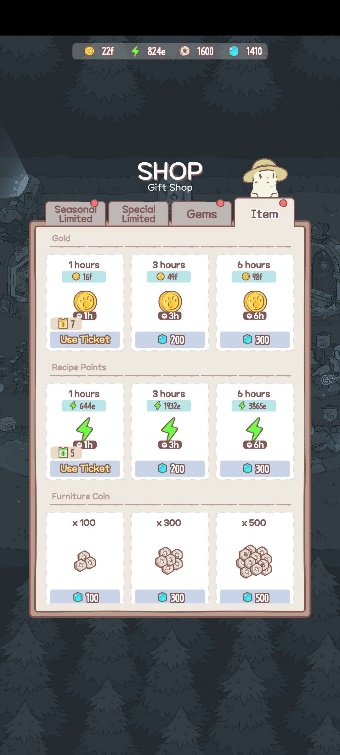 22f 824e 1600 1410
SHOP
Gift Shop
Seasonal Limited
Special Limited
Gems
Item
Gold
1 hours 3 hours 6 hours
16f 49f 98f
1h 3h 6h
7
Use Ticket 200 300
Recipe Points
1 hours 3 hours 6 hours
644e 1932e 3865e
1h 3h 6h
5
Use Ticket 200 300
Furniture Coin
x 100 x 300 x 500
100 300 500